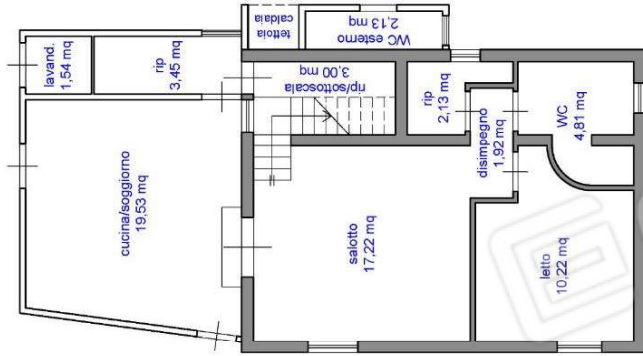 tettoia
caldaia
WC esterno
2,13 mq
lavand.
1,54 mq
rip
3,45 mq
rip/sottoscala
3,00 mq
rip
2,13 mq
disimpegno
1,92 mq
WC
4,81 mq
cucina/soggiorno
19,53 mq
salotto
17,22 mq
letto
10,22 mq